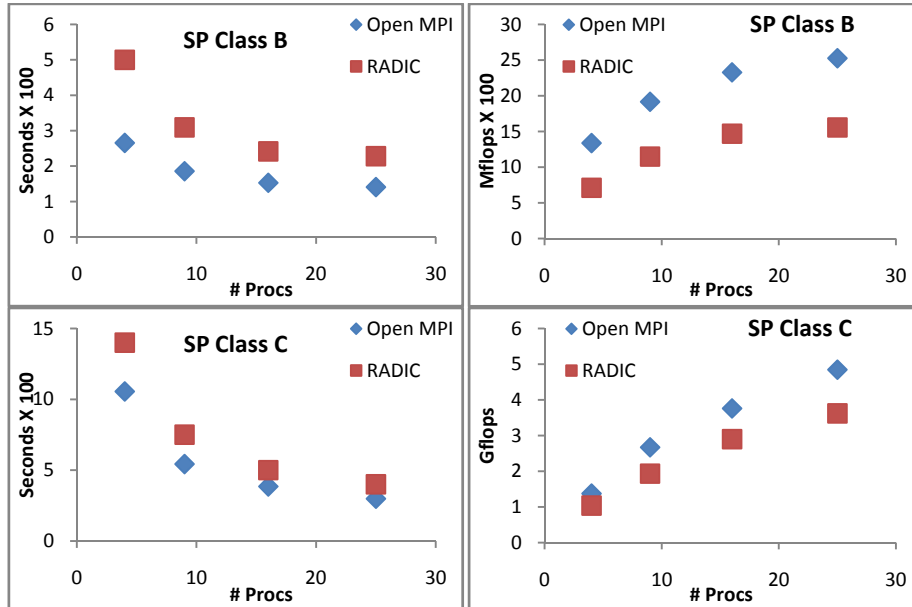 SP Class B
Open MPI
RADIC
Seconds X 100
6
5
4
3
2
1
0
0 10 20 30
# Procs
SP Class B
Open MPI
RADIC
Mflops X 100
30
25
20
15
10
5
0
0 10 20 30
# Procs
SP Class C
Open MPI
RADIC
Seconds X 100
15
10
5
0
0 10 20 30
# Procs
SP Class C
Open MPI
RADIC
Gflops
6
5
4
3
2
1
0
0 10 20 30
# Procs